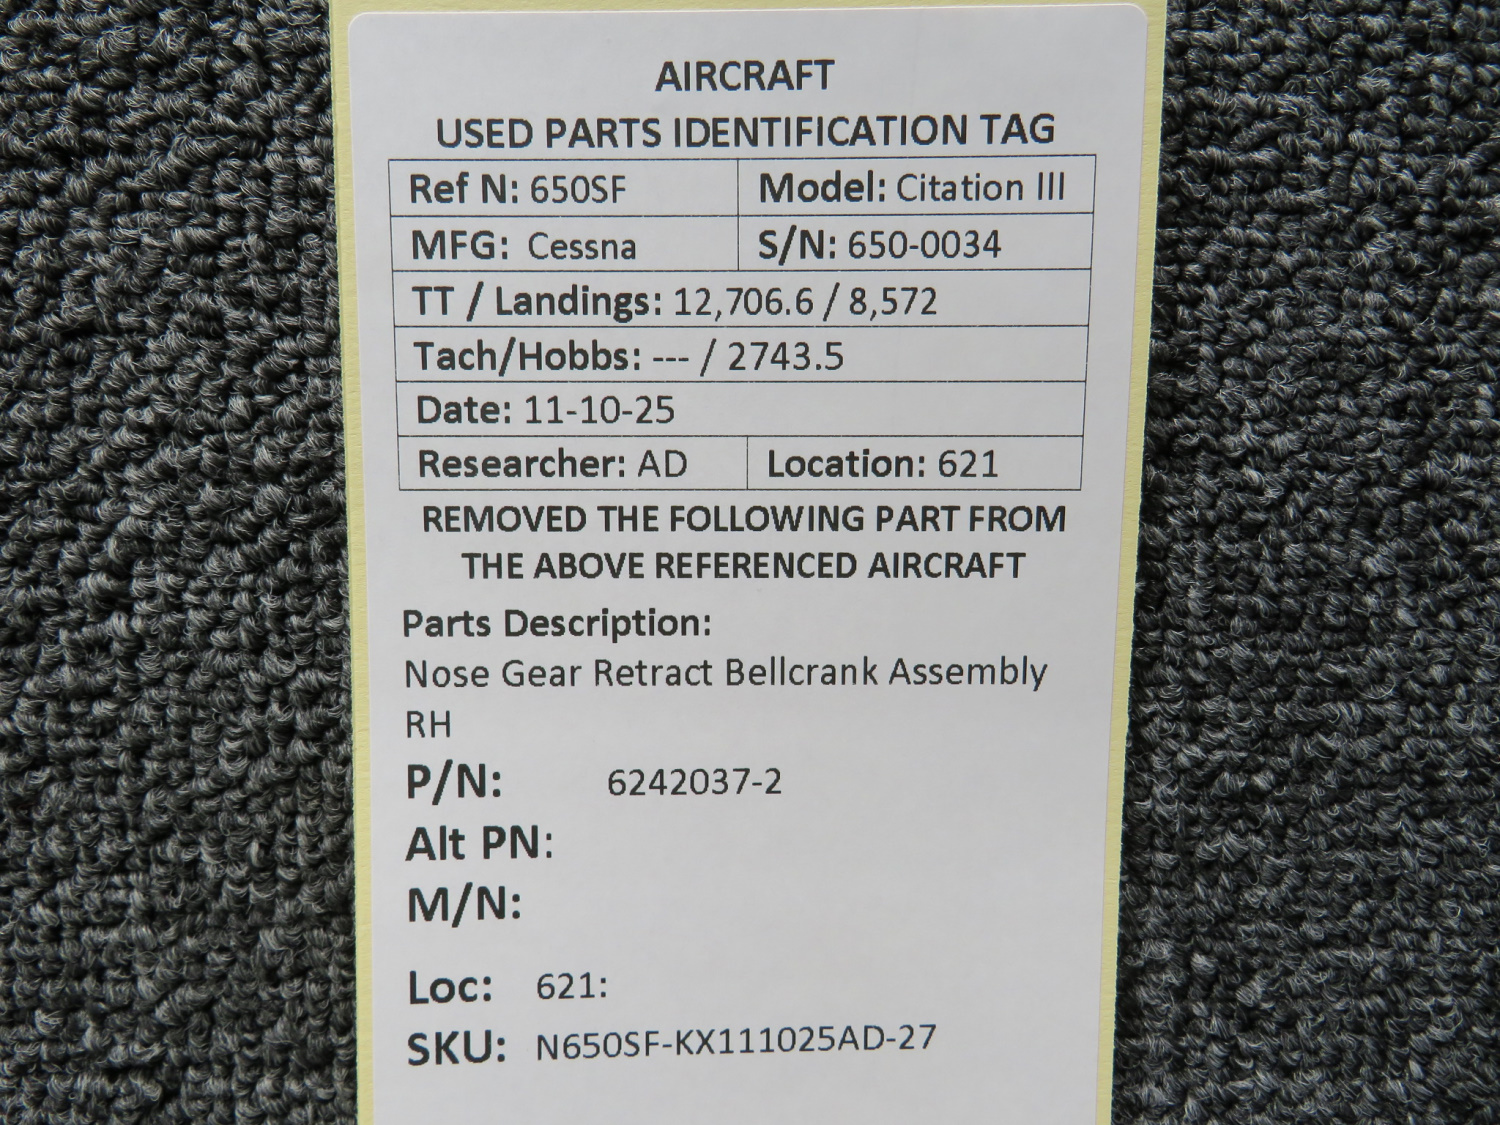 AIRCRAFT
USED PARTS IDENTIFICATION TAG
Ref N: 650SF Model: Citation III
MFG: Cessna S/N: 650-0034
TT / Landings: 12,706.6 / 8,572
Tach/Hobbs: --- / 2743.5
Date: 11-10-25
Researcher: AD Location: 621
REMOVED THE FOLLOWING PART FROM
THE ABOVE REFERENCED AIRCRAFT
Parts Description:
Nose Gear Retract Bellcrank Assembly
RH
P/N: 6242037-2
Alt PN:
M/N:
Loc: 621:
SKU: N650SF-KX111025AD-27